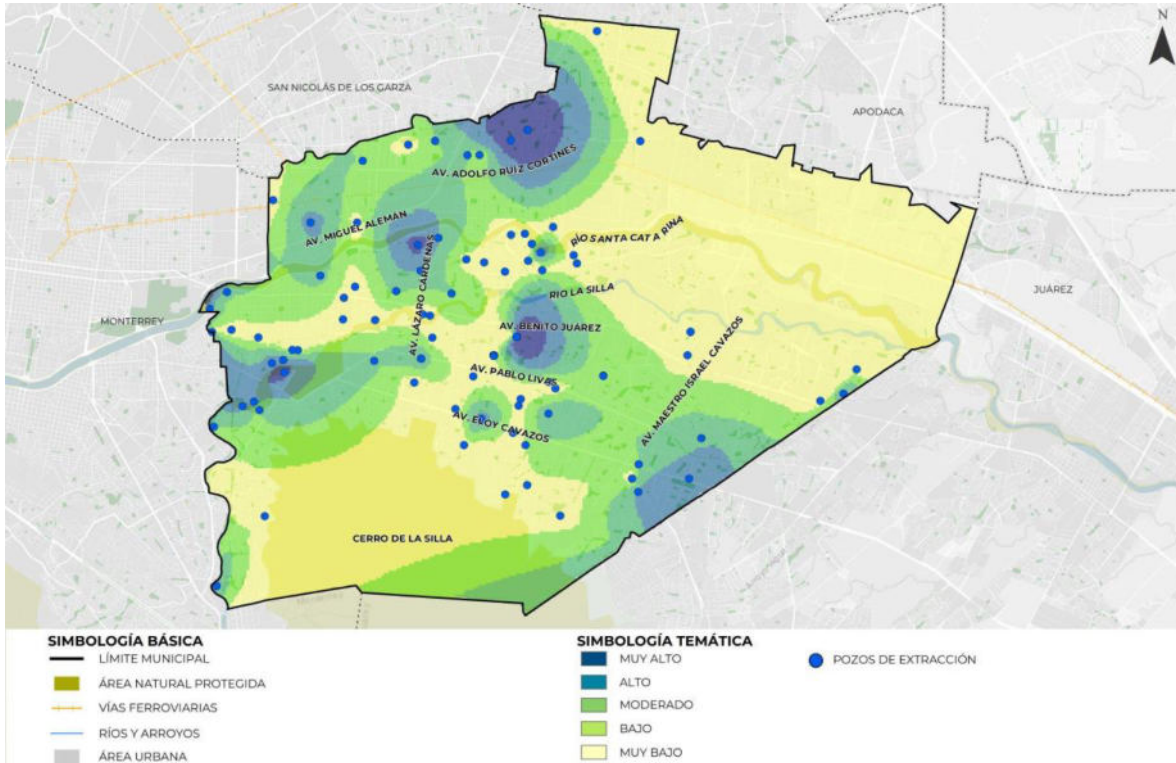 N
SAN NICOLÁS DE LOS GARZA
APODACA
AV. ADOLFO RUIZ CORTINES
AV. MIGUEL ALEMÁN
RÍO SANTA CATARINA
AV. LÁZARO CÁRDENAS
RIO LA SILLA
JUÁREZ
MONTERREY
AV. BENITO JUÁREZ
AV. MAESTRO ISRAEL CAVAZOS
AV. PABLO LIVAS
AV. ELOY CAVAZOS
CERRO DE LA SILLA
SIMBOLOGÍA BÁSICA
LÍMITE MUNICIPAL
ÁREA NATURAL PROTEGIDA
VÍAS FERROVIARIAS
RÍOS Y ARROYOS
ÁREA URBANA
SIMBOLOGÍA TEMÁTICA
MUY ALTO
ALTO
MODERADO
BAJO
MUY BAJO
POZOS DE EXTRACCIÓN